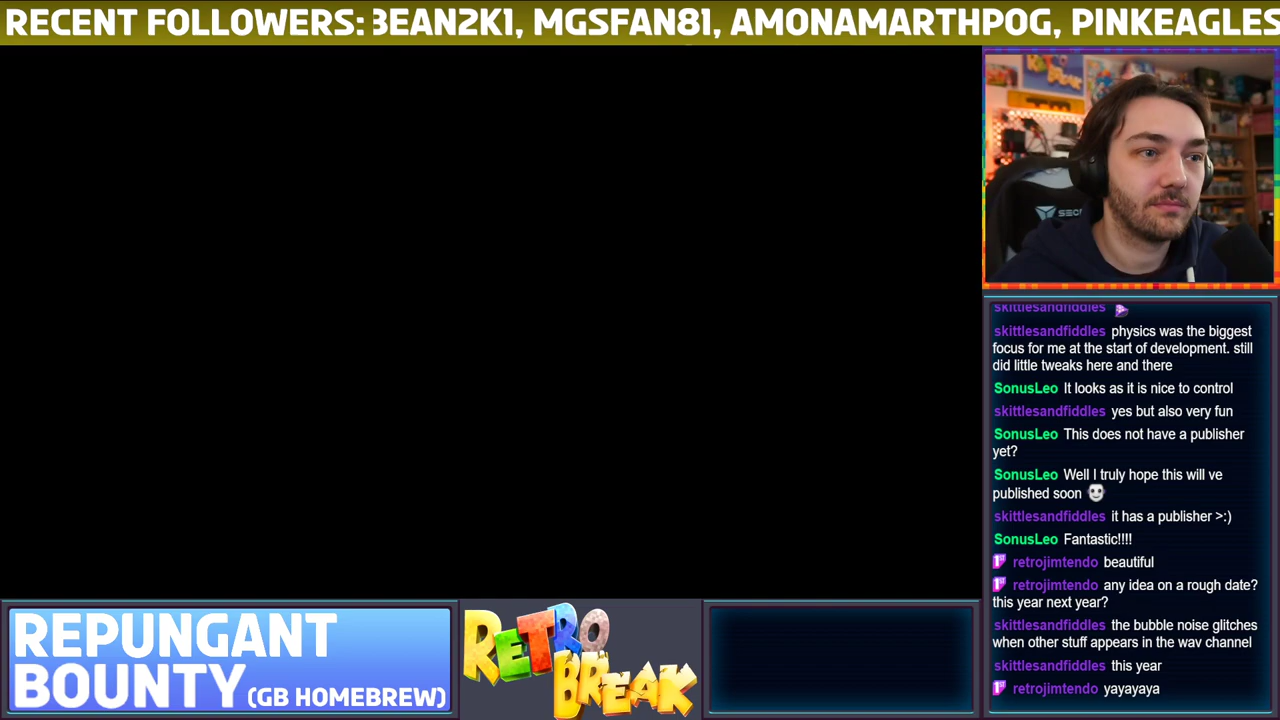 RECENT FOLLOWERS: BEAN2K1, MGSFAN81, AMONAMARTHPOG, PINKEAGLES
skittlesandfiddles
skittlesandfiddles physics was the biggest
focus for me at the start of development. still
did little tweaks here and there
SonusLeo It looks as it is nice to control
skittlesandfiddles yes but also very fun
SonusLeo This does not have a publisher
yet?
SonusLeo Well I truly hope this will ve
published soon
skittlesandfiddles it has a publisher >:)
SonusLeo Fantastic!!!!
1ST retrojimtendo beautiful
1ST retrojimtendo any idea on a rough date?
this year next year?
skittlesandfiddles the bubble noise glitches
when other stuff appears in the wav channel
skittlesandfiddles this year
1ST retrojimtendo yayayaya
REPUNGANT
BOUNTY (GB HOMEBREW)
RETRO
BREAK